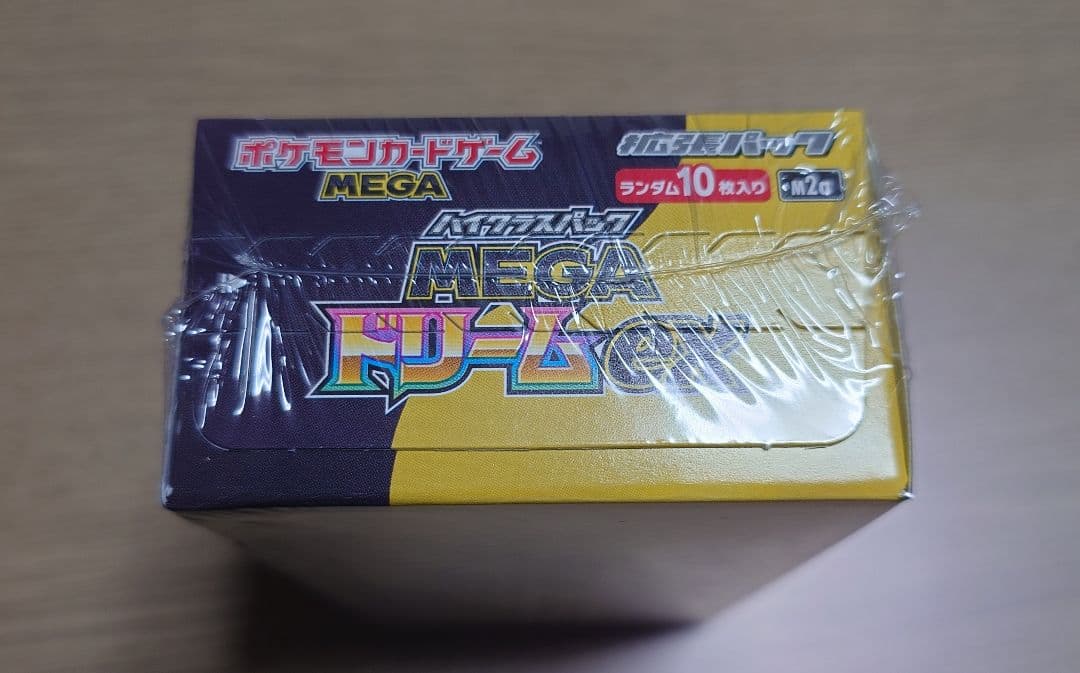 ポケモンカードゲーム
MEGA
拡張パック
ランダム10枚入り
M2a
ハイクラスパック
MEGA
ドリームex